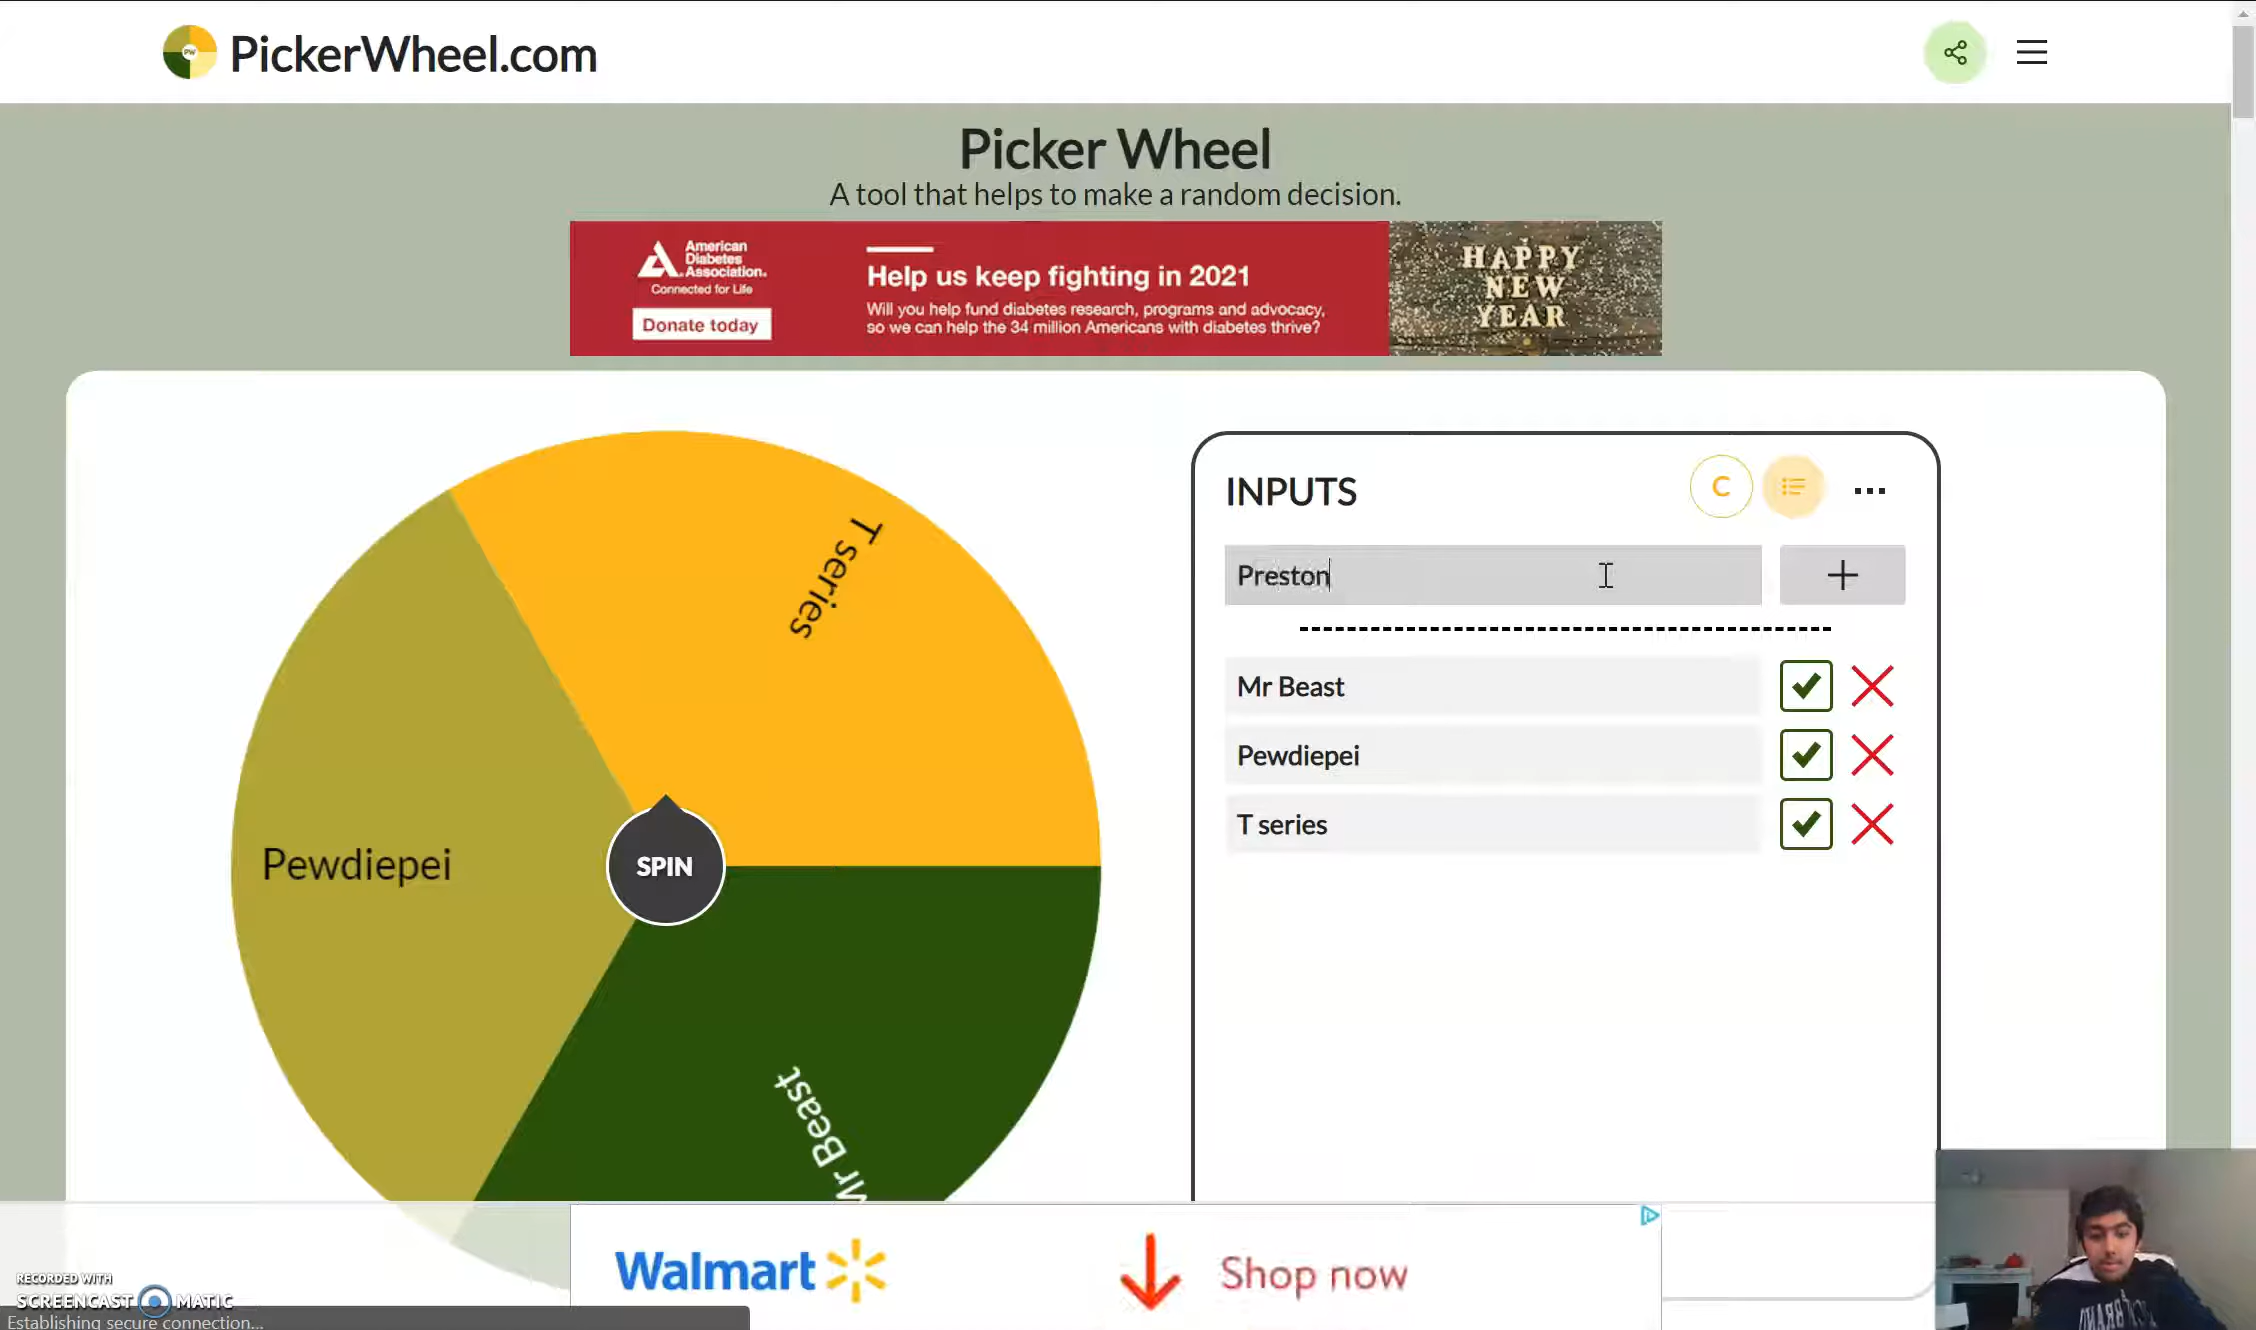 PW PickerWheel.com
Picker Wheel
A tool that helps to make a random decision.
American
Diabetes
Association.
Connected for Life
Donate today
Help us keep fighting in 2021
Will you help fund diabetes research, programs and advocacy,
so we can help the 34 million Americans with diabetes thrive?
HAPPY
NEW
YEAR
T series
Pewdiepei
SPIN
Mr Beast
INPUTS
C
Preston
Mr Beast
Pewdiepei
T series
Walmart
Shop now
RECORDED WITH
SCREENCAST MATIC
Establishing secure connection...